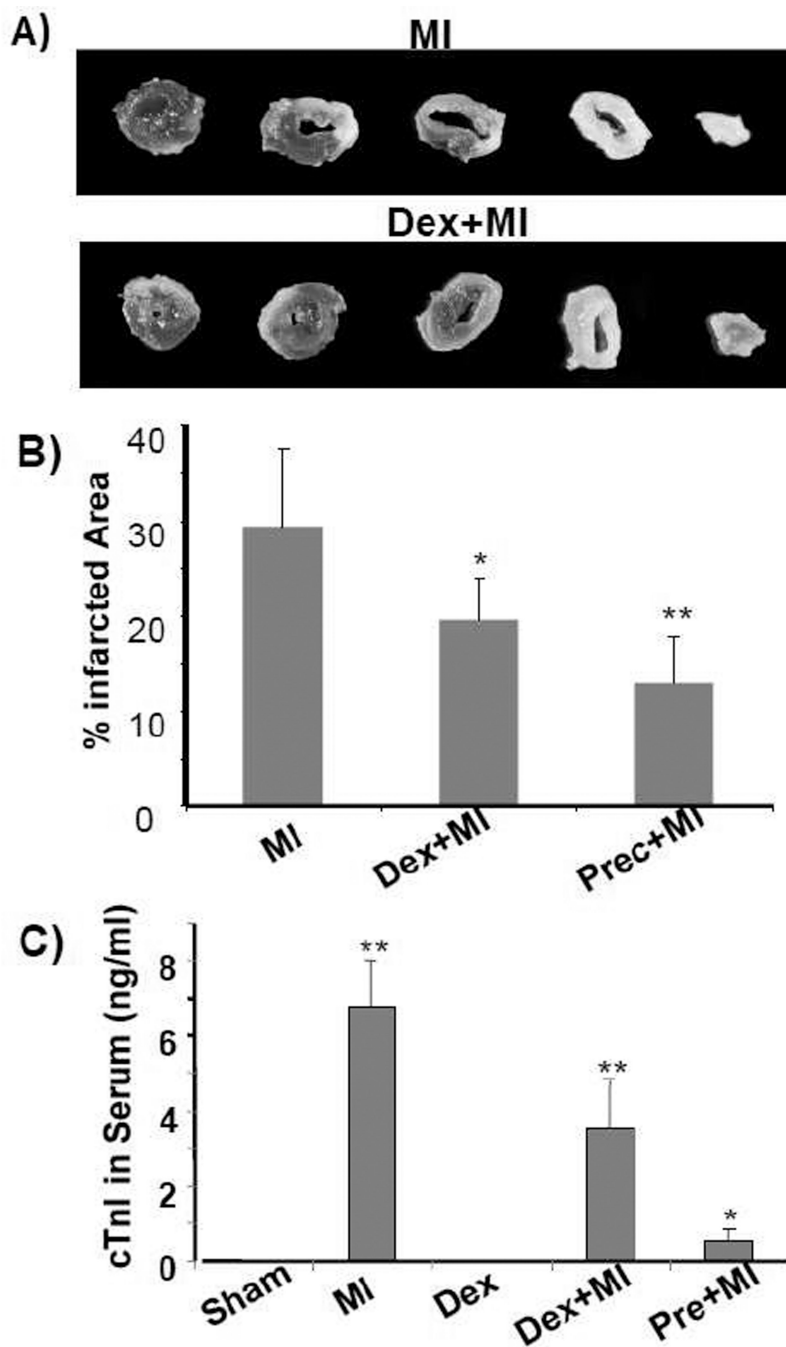 A)
MI
Dex+MI
B)
% infarcted Area
40
30
20
10
0
*
**
MI
Dex+MI
Prec+MI
C)
cTnI in Serum (ng/ml)
8
6
4
2
0
**
**
*
Sham
MI
Dex
Dex+MI
Pre+MI